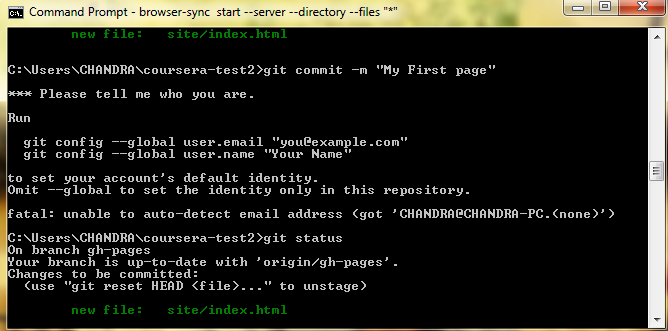 Command Prompt - browser-sync start --server --directory --files "*"
new file:   site/index.html
C:\Users\CHANDRA\coursera-test2>git commit -m "My First page"
*** Please tell me who you are.
Run
  git config --global user.email "you@example.com"
  git config --global user.name "Your Name"
to set your account's default identity.
Omit --global to set the identity only in this repository.
fatal: unable to auto-detect email address (got 'CHANDRA@CHANDRA-PC.(none)')
C:\Users\CHANDRA\coursera-test2>git status
On branch gh-pages
Your branch is up-to-date with 'origin/gh-pages'.
Changes to be committed:
  (use "git reset HEAD <file>..." to unstage)
new file:   site/index.html